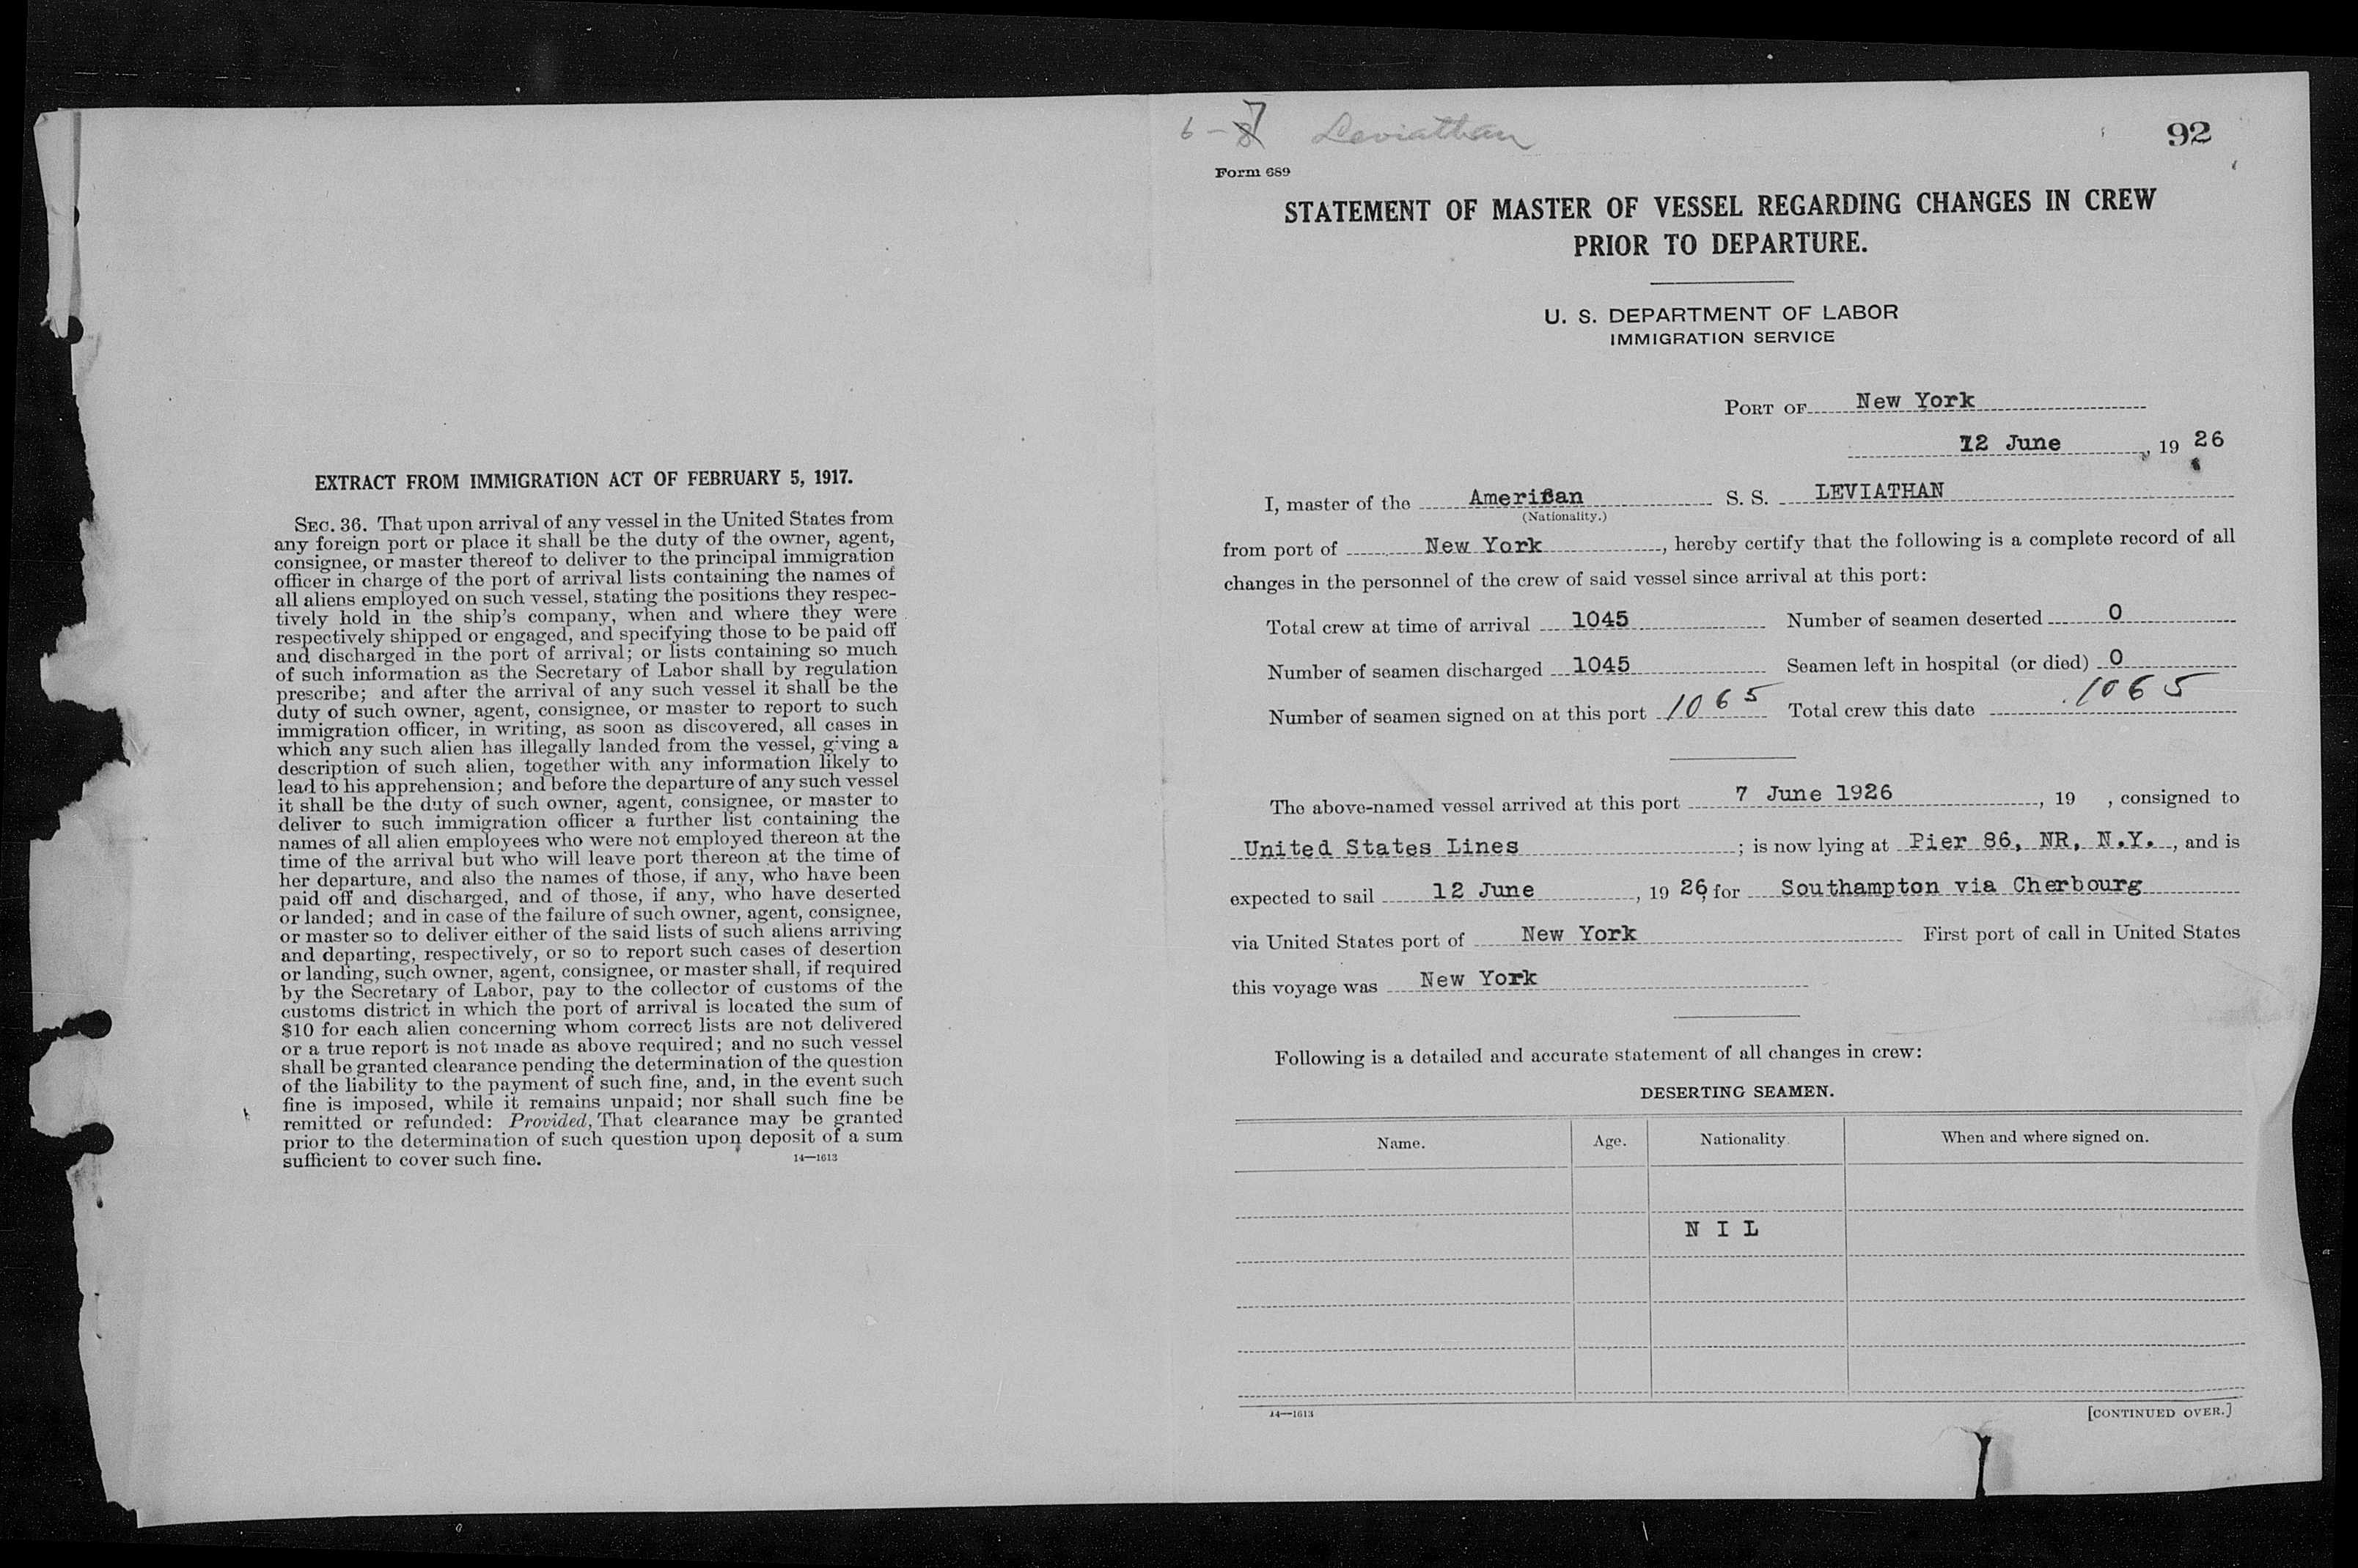 EXTRACT FROM IMMIGRATION ACT OF FEBRUARY 5, 1917.
SEC. 36. That upon arrival of any vessel in the United States from
any foreign port or place it shall be the duty of the owner, agent,
consignee, or master thereof to deliver to the principal immigration
officer in charge of the port of arrival lists containing the names of
all aliens employed on such vessel, stating the positions they respec-
tively hold in the ship's company, when and where they were
respectively shipped or engaged, and specifying those to be paid off
and discharged in the port of arrival; or lists containing so much
of such information as the Secretary of Labor shall by regulation
prescribe; and after the arrival of any such vessel it shall be the
duty of such owner, agent, consignee, or master to report to such
immigration officer, in writing, as soon as discovered, all cases in
which any such alien has illegally landed from the vessel, giving a
description of such alien, together with any information likely to
lead to his apprehension; and before the departure of any such vessel
it shall be the duty of such owner, agent, consignee, or master to
deliver to such immigration officer a further list containing the
names of all alien employees who were not employed thereon at the
time of the arrival but who will leave port thereon at the time of
her departure, and also the names of those, if any, who have been
paid off and discharged, and of those, if any, who have deserted
or landed; and in case of the failure of such owner, agent, consignee,
or master so to deliver either of the said lists of such aliens arriving
and departing, respectively, or so to report such cases of desertion
or landing, such owner, agent, consignee, or master shall, if required
by the Secretary of Labor, pay to the collector of customs of the
customs district in which the port of arrival is located the sum of
$10 for each alien concerning whom correct lists are not delivered
or a true report is not made as above required; and no such vessel
shall be granted clearance pending the determination of the question
of the liability to the payment of such fine, and, in the event such
fine is imposed, while it remains unpaid; nor shall such fine be
remitted or refunded: Provided, That clearance may be granted
prior to the determination of such question upon deposit of a sum
sufficient to cover such fine. 14—1613
6 - 7 Leviathan
92
Form 689
STATEMENT OF MASTER OF VESSEL REGARDING CHANGES IN CREW
PRIOR TO DEPARTURE.
U. S. DEPARTMENT OF LABOR
IMMIGRATION SERVICE
PORT OF New York
12 June, 19 26
I, master of the American S. S. LEVIATHAN
(Nationality.)
from port of New York, hereby certify that the following is a complete record of all
changes in the personnel of the crew of said vessel since arrival at this port:
Total crew at time of arrival 1045 Number of seamen deserted 0
Number of seamen discharged 1045 Seamen left in hospital (or died) 0
Number of seamen signed on at this port 1065 Total crew this date 1065
The above-named vessel arrived at this port 7 June 1926, 19 , consigned to
United States Lines; is now lying at Pier 86, NR, N.Y., and is
expected to sail 12 June, 19 26, for Southampton via Cherbourg
via United States port of New York First port of call in United States
this voyage was New York
Following is a detailed and accurate statement of all changes in crew:
DESERTING SEAMEN.
Name. Age. Nationality. When and where signed on.
N I L
14—1613 [CONTINUED OVER.]